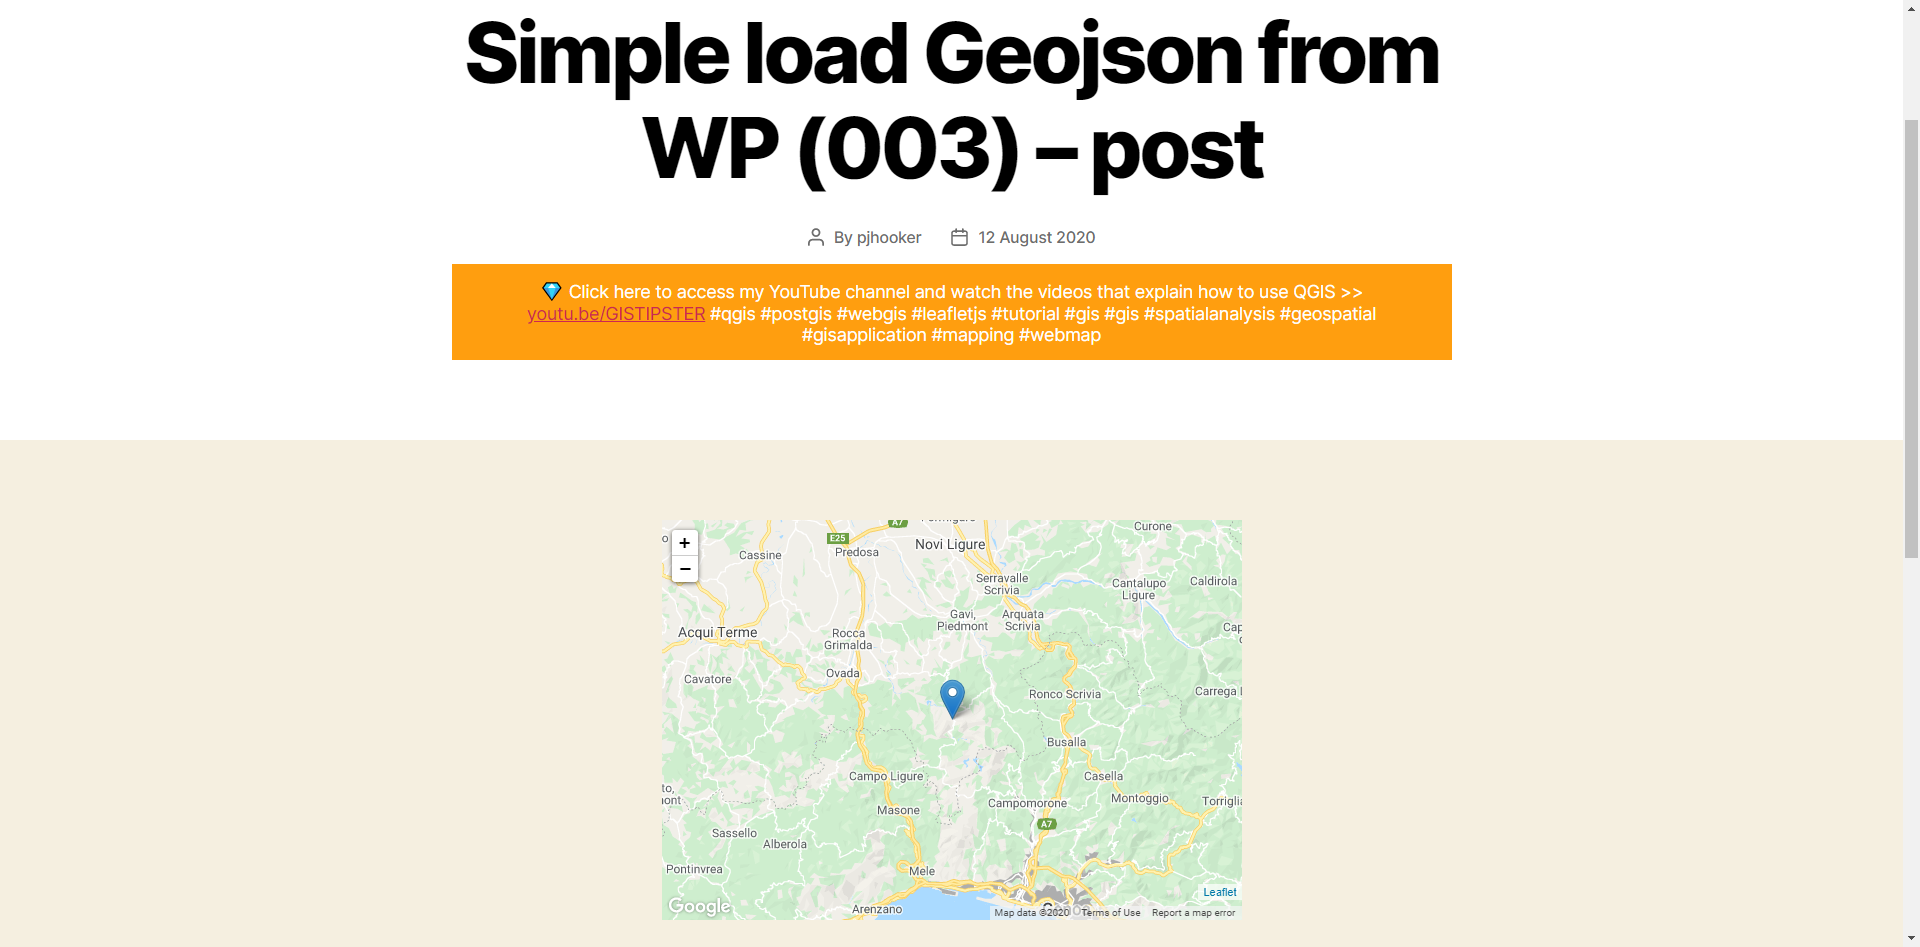 Simple load Geojson from
WP (003) – post
By pjhooker 12 August 2020
💎 Click here to access my YouTube channel and watch the videos that explain how to use QGIS >>
youtu.be/GISTIPSTER #qgis #postgis #webgis #leafletjs #tutorial #gis #gis #spatialanalysis #geospatial
#gisapplication #mapping #webmap
A7
Curone
+
E25
Novi Ligure
Cassine
Predosa
−
Serravalle
Scrivia
Cantalupo
Ligure
Caldirola
Gavi,
Piedmont
Arquata
Scrivia
Acqui Terme
Rocca
Grimalda
Ovada
Cavatore
Ronco Scrivia
Carrega
Busalla
Campo Ligure
Casella
Campomorone
Montoggio
Masone
A7
Sassello
Alberola
Pontinvrea
Mele
Leaflet
Google
Arenzano
Map data ©2020 Terms of Use Report a map error